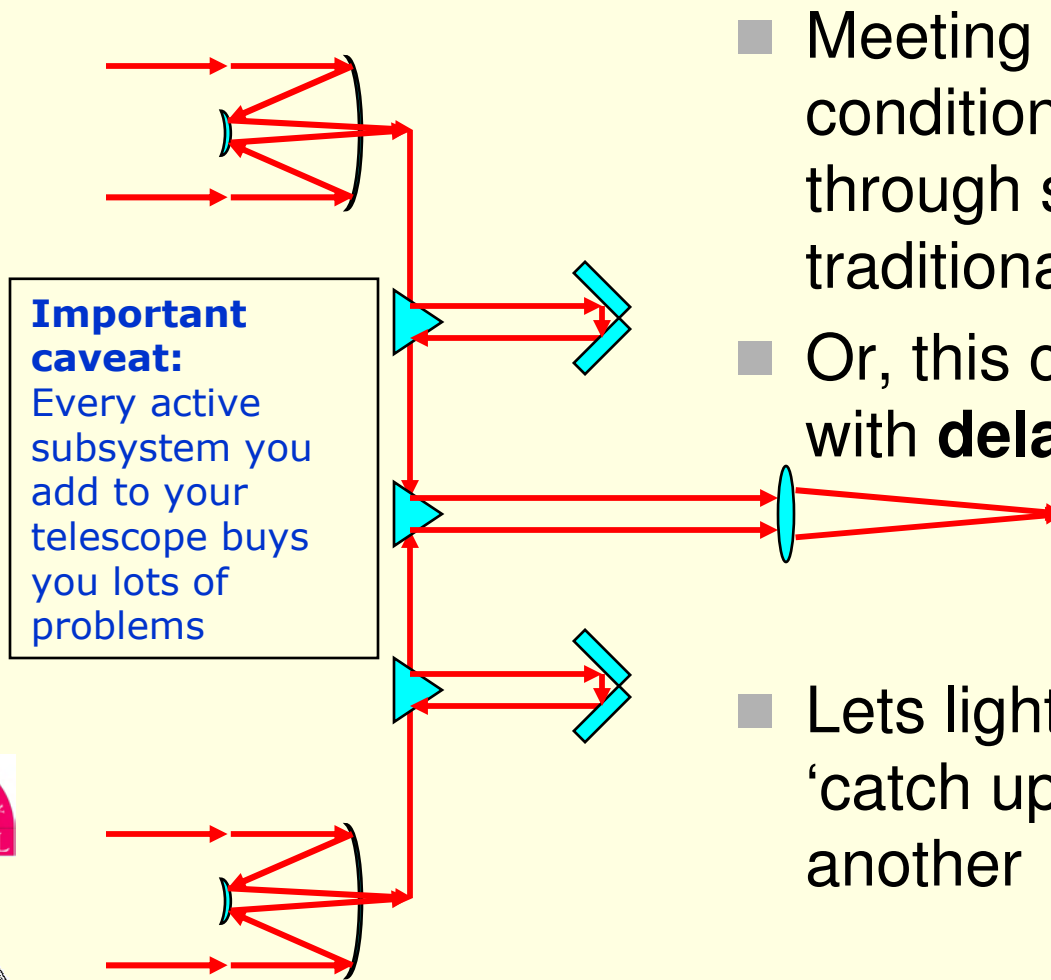 Important
caveat:
Every active
subsystem you
add to your
telescope buys
you lots of
problems
Meeting
condition
through
traditiona
Or, this
with dela
Lets light
‘catch up
another